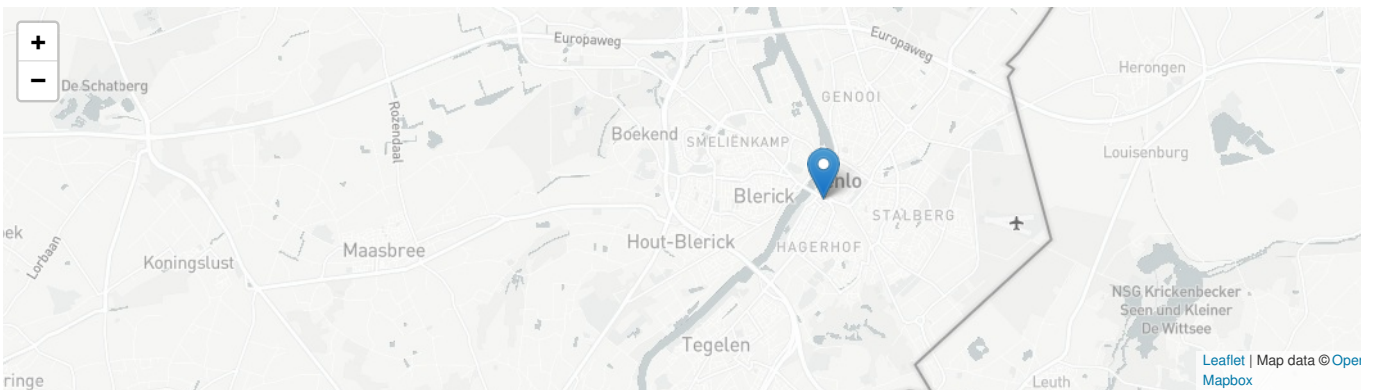 +
−
Europaweg
Europaweg
Herongen
De Schatberg
GENOOI
Rozendaal
Boekend
SMELIENKAMP
Louisenburg
nlo
Blerick
STALBERG
ek
Lorbaan
Maasbree
Hout-Blerick
HAGERHOF
Koningslust
NSG Krickenbecker
Seen und Kleiner
De Wittsee
Tegelen
Leaflet | Map data © Oper
Mapbox
ringe
Leuth